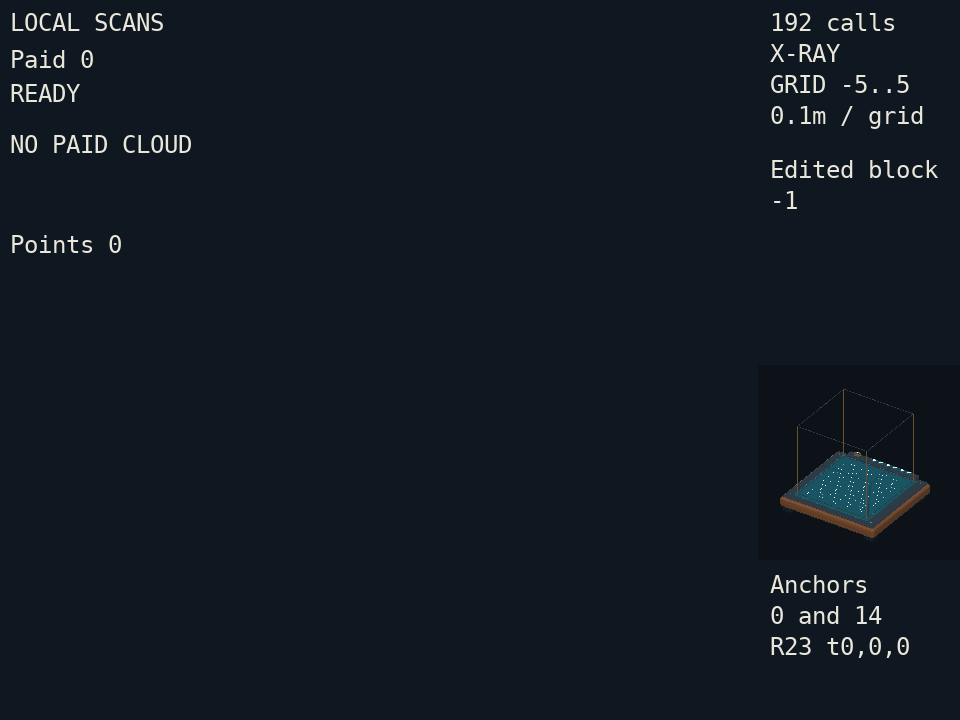 LOCAL SCANS
Paid 0
READY
NO PAID CLOUD
Points 0
192 calls
X-RAY
GRID -5..5
0.1m / grid
Edited block
-1
Anchors
0 and 14
R23 t0,0,0